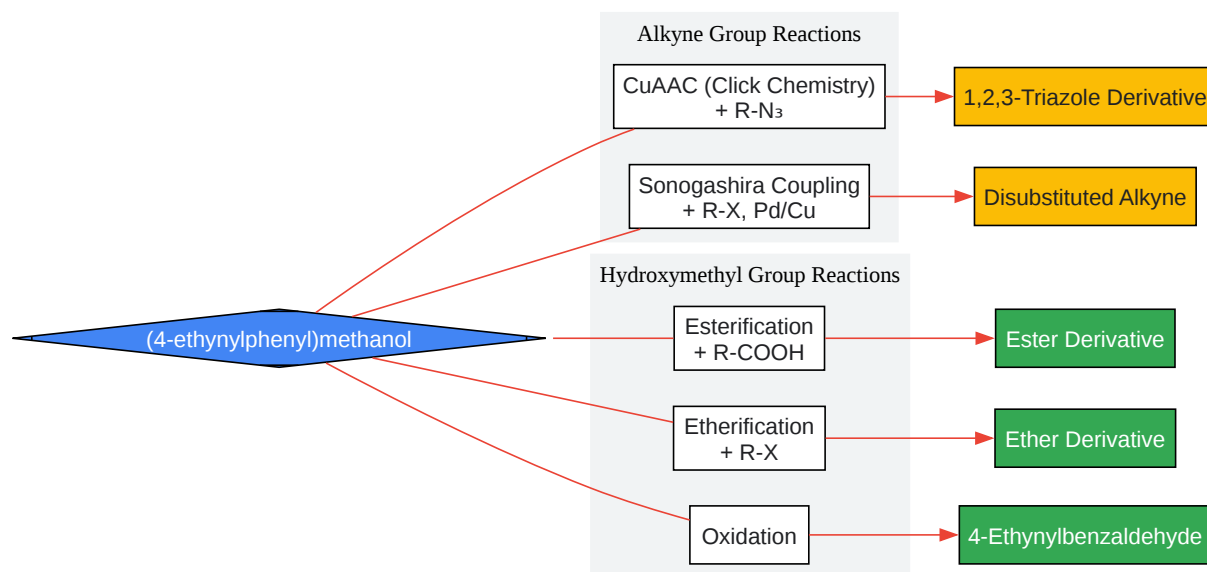 Alkyne Group Reactions
CuAAC (Click Chemistry)
+ R-N₃
1,2,3-Triazole Derivative
Sonogashira Coupling
+ R-X, Pd/Cu
Disubstituted Alkyne
Hydroxymethyl Group Reactions
(4-ethynylphenyl)methanol
Esterification
+ R-COOH
Ester Derivative
Etherification
+ R-X
Ether Derivative
Oxidation
4-Ethynylbenzaldehyde